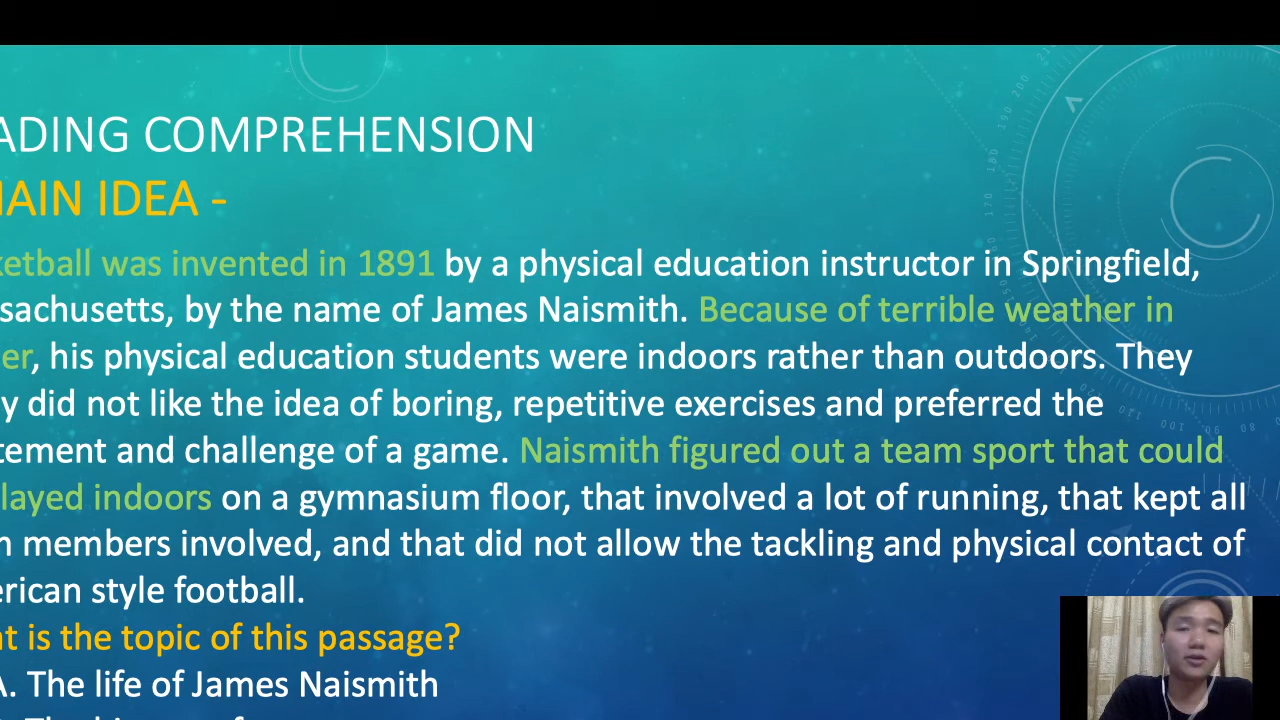 ADING COMPREHENSION
MAIN IDEA -
ketball was invented in 1891 by a physical education instructor in Springfield,
sachusetts, by the name of James Naismith. Because of terrible weather in
er, his physical education students were indoors rather than outdoors. They
y did not like the idea of boring, repetitive exercises and preferred the
tement and challenge of a game. Naismith figured out a team sport that could
layed indoors on a gymnasium floor, that involved a lot of running, that kept all
m members involved, and that did not allow the tackling and physical contact of
erican style football.
at is the topic of this passage?
A. The life of James Naismith